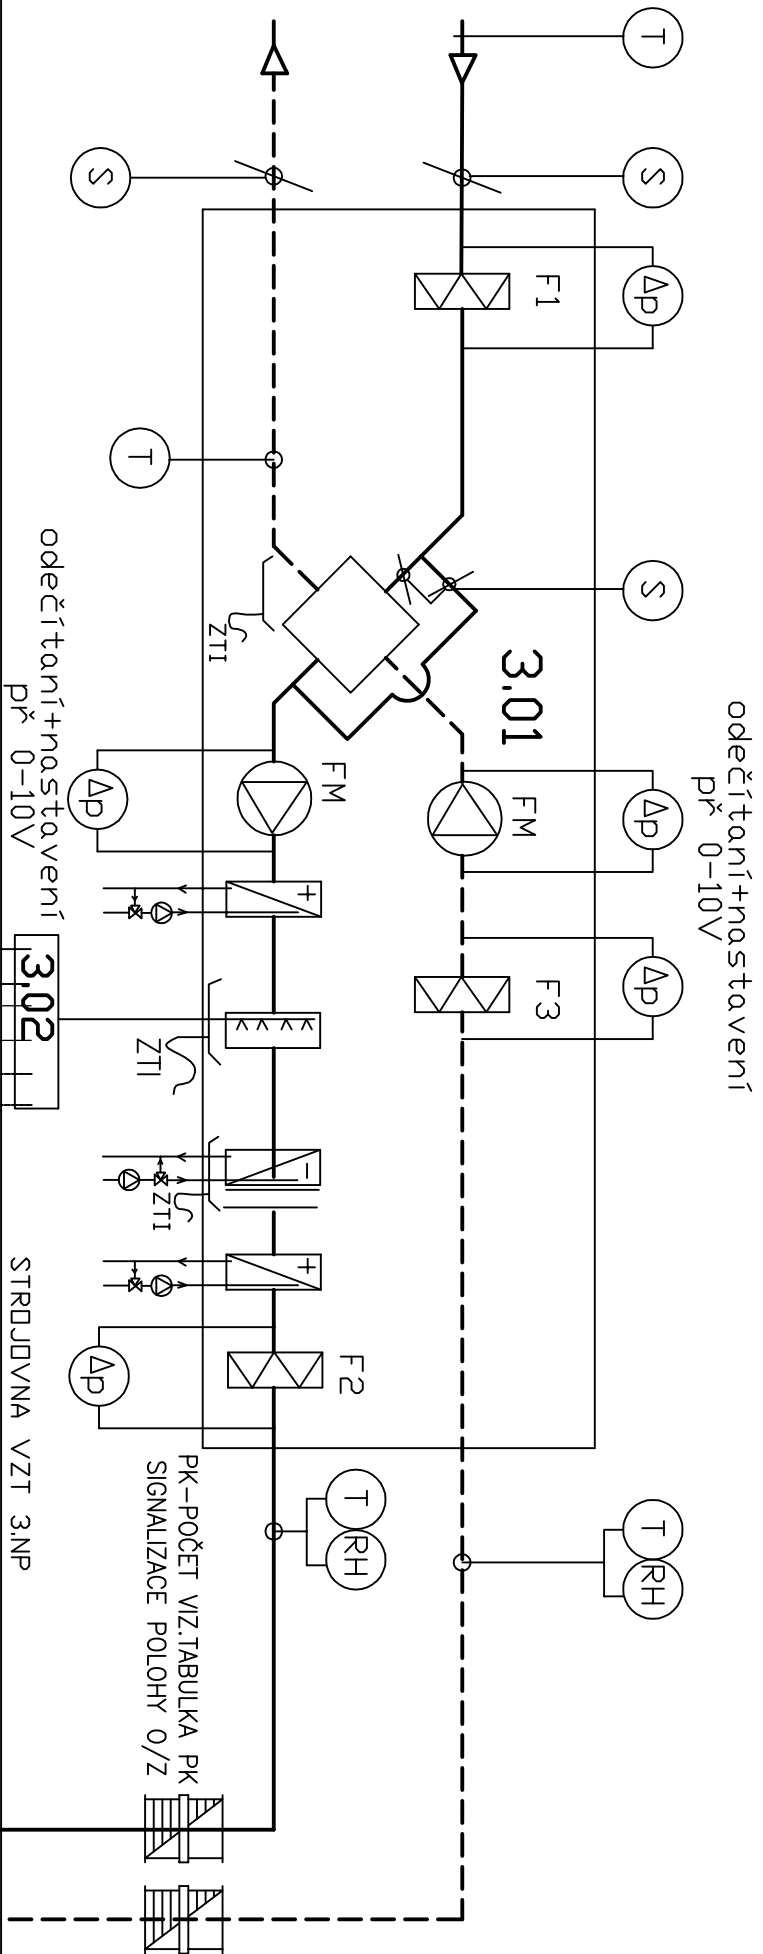 T
S
Δp
F1
S
T
S
ZTI
3.01
odečítaní+nastavení
př 0-10V
Δp
FM
FM
Δp
odečítaní+nastavení
př 0-10V
Δp
F3
+
3.02
ZTI
-
ZTI
+
F2
Δp
T RH
T RH
STROJOVNA VZT 3.NP
PK-POČET VIZ.TABULKA PK
SIGNALIZACE POLOHY O/Z